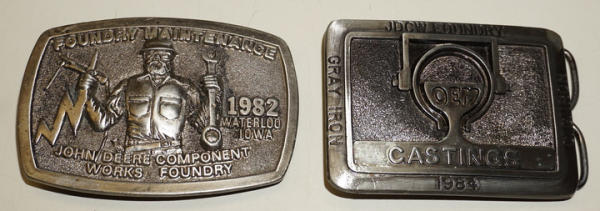 FOUNDRY MAINTENANCE
1982
WATERLOO
IOWA
JOHN DEERE COMPONENT
WORKS FOUNDRY
JDCW FOUNDRY
GRAY IRON
OEM
CASTINGS
1984